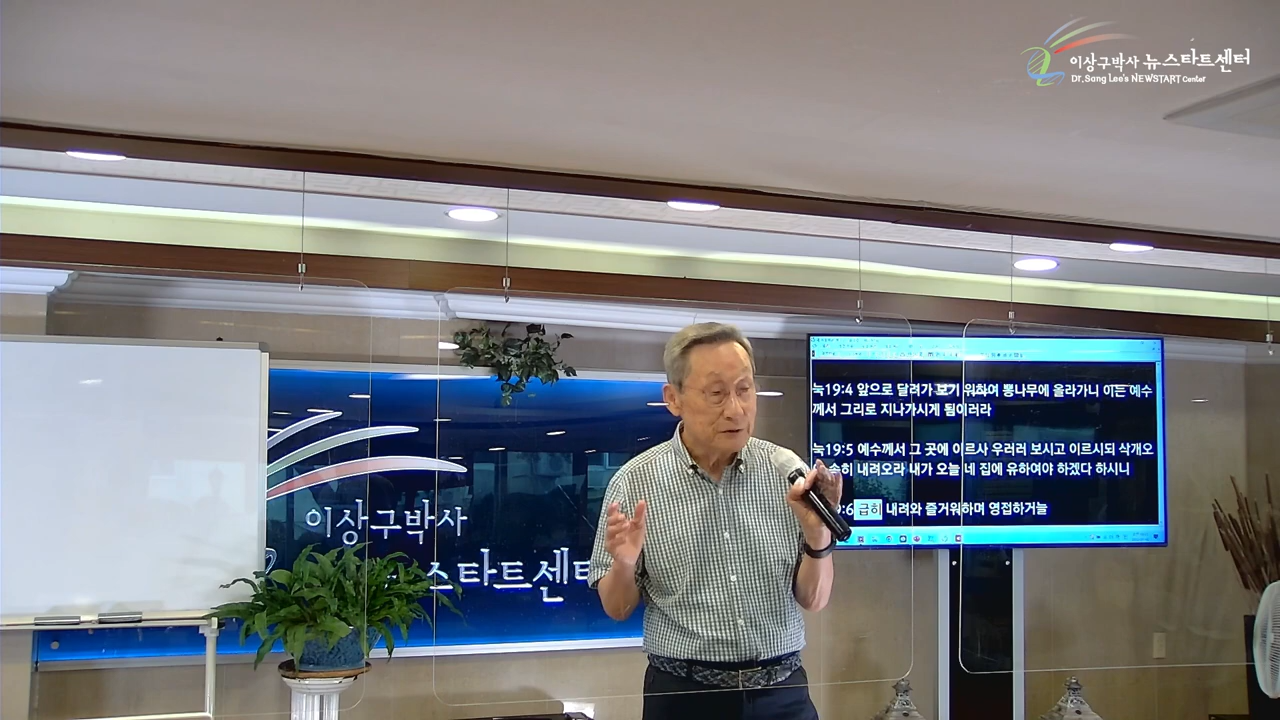 이상구박사 뉴스타트센터
Dr. Sang Lee's NEWSTART Center
눅19:4 앞으로 달려가 보기 위하여 뽕나무에 올라가니 이는 예수
께서 그리로 지나가시게 됨이러라
눅19:5 예수께서 그 곳에 이르사 우러러 보시고 이르시되 삭개오
속히 내려오라 내가 오늘 네 집에 유하여야 하겠다 하시니
급히 내려와 즐거워하며 영접하거늘
이상구박사
스타트센터